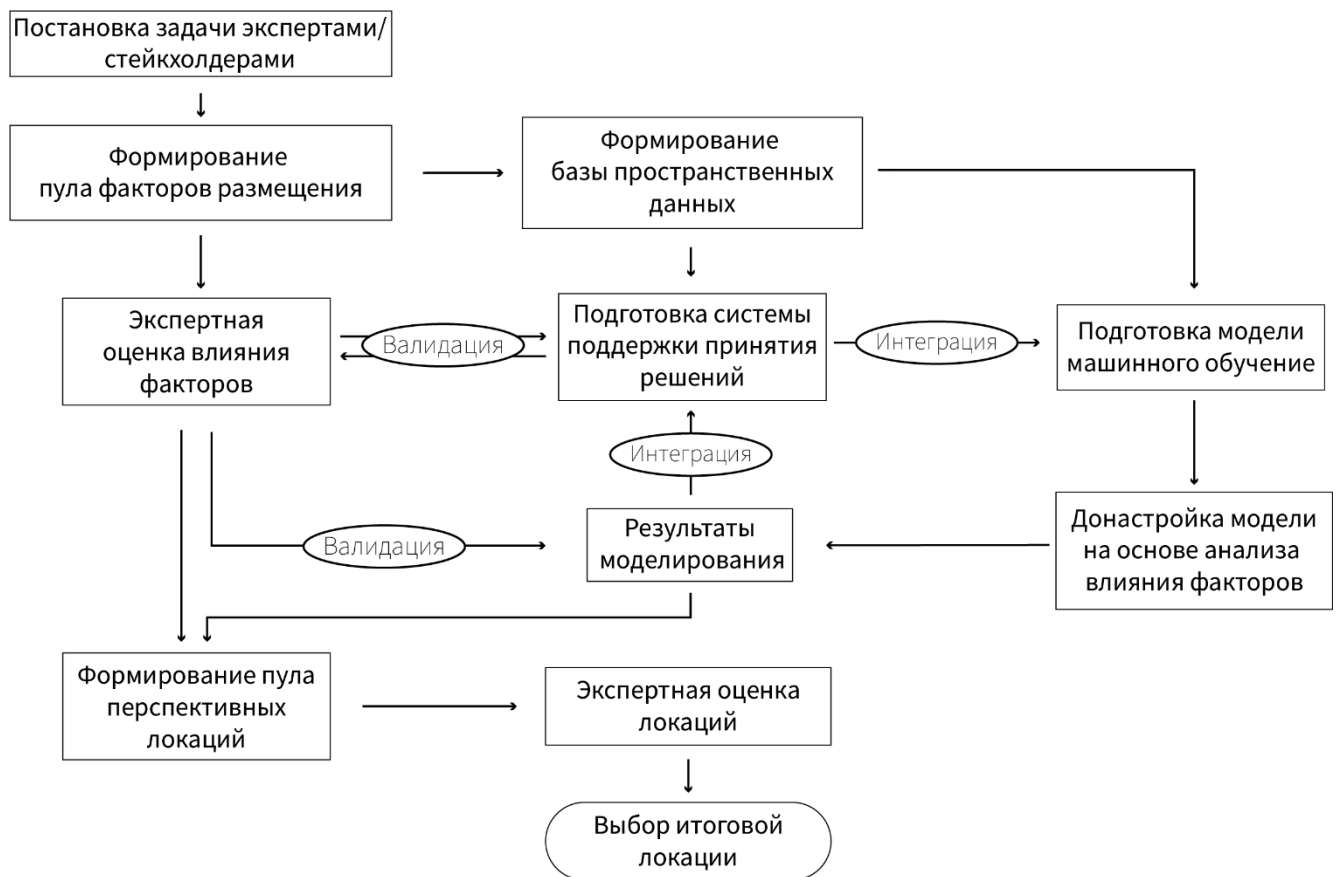 Постановка задачи экспертами/
стейкхолдерами
Формирование
пула факторов размещения
Формирование
базы пространственных
данных
Экспертная
оценка влияния
факторов
Валидация
Подготовка системы
поддержки принятия
решений
Интеграция
Подготовка модели
машинного обучение
Интеграция
Валидация
Результаты
моделирования
Донастройка модели
на основе анализа
влияния факторов
Формирование пула
перспективных
локаций
Экспертная оценка
локаций
Выбор итоговой
локации